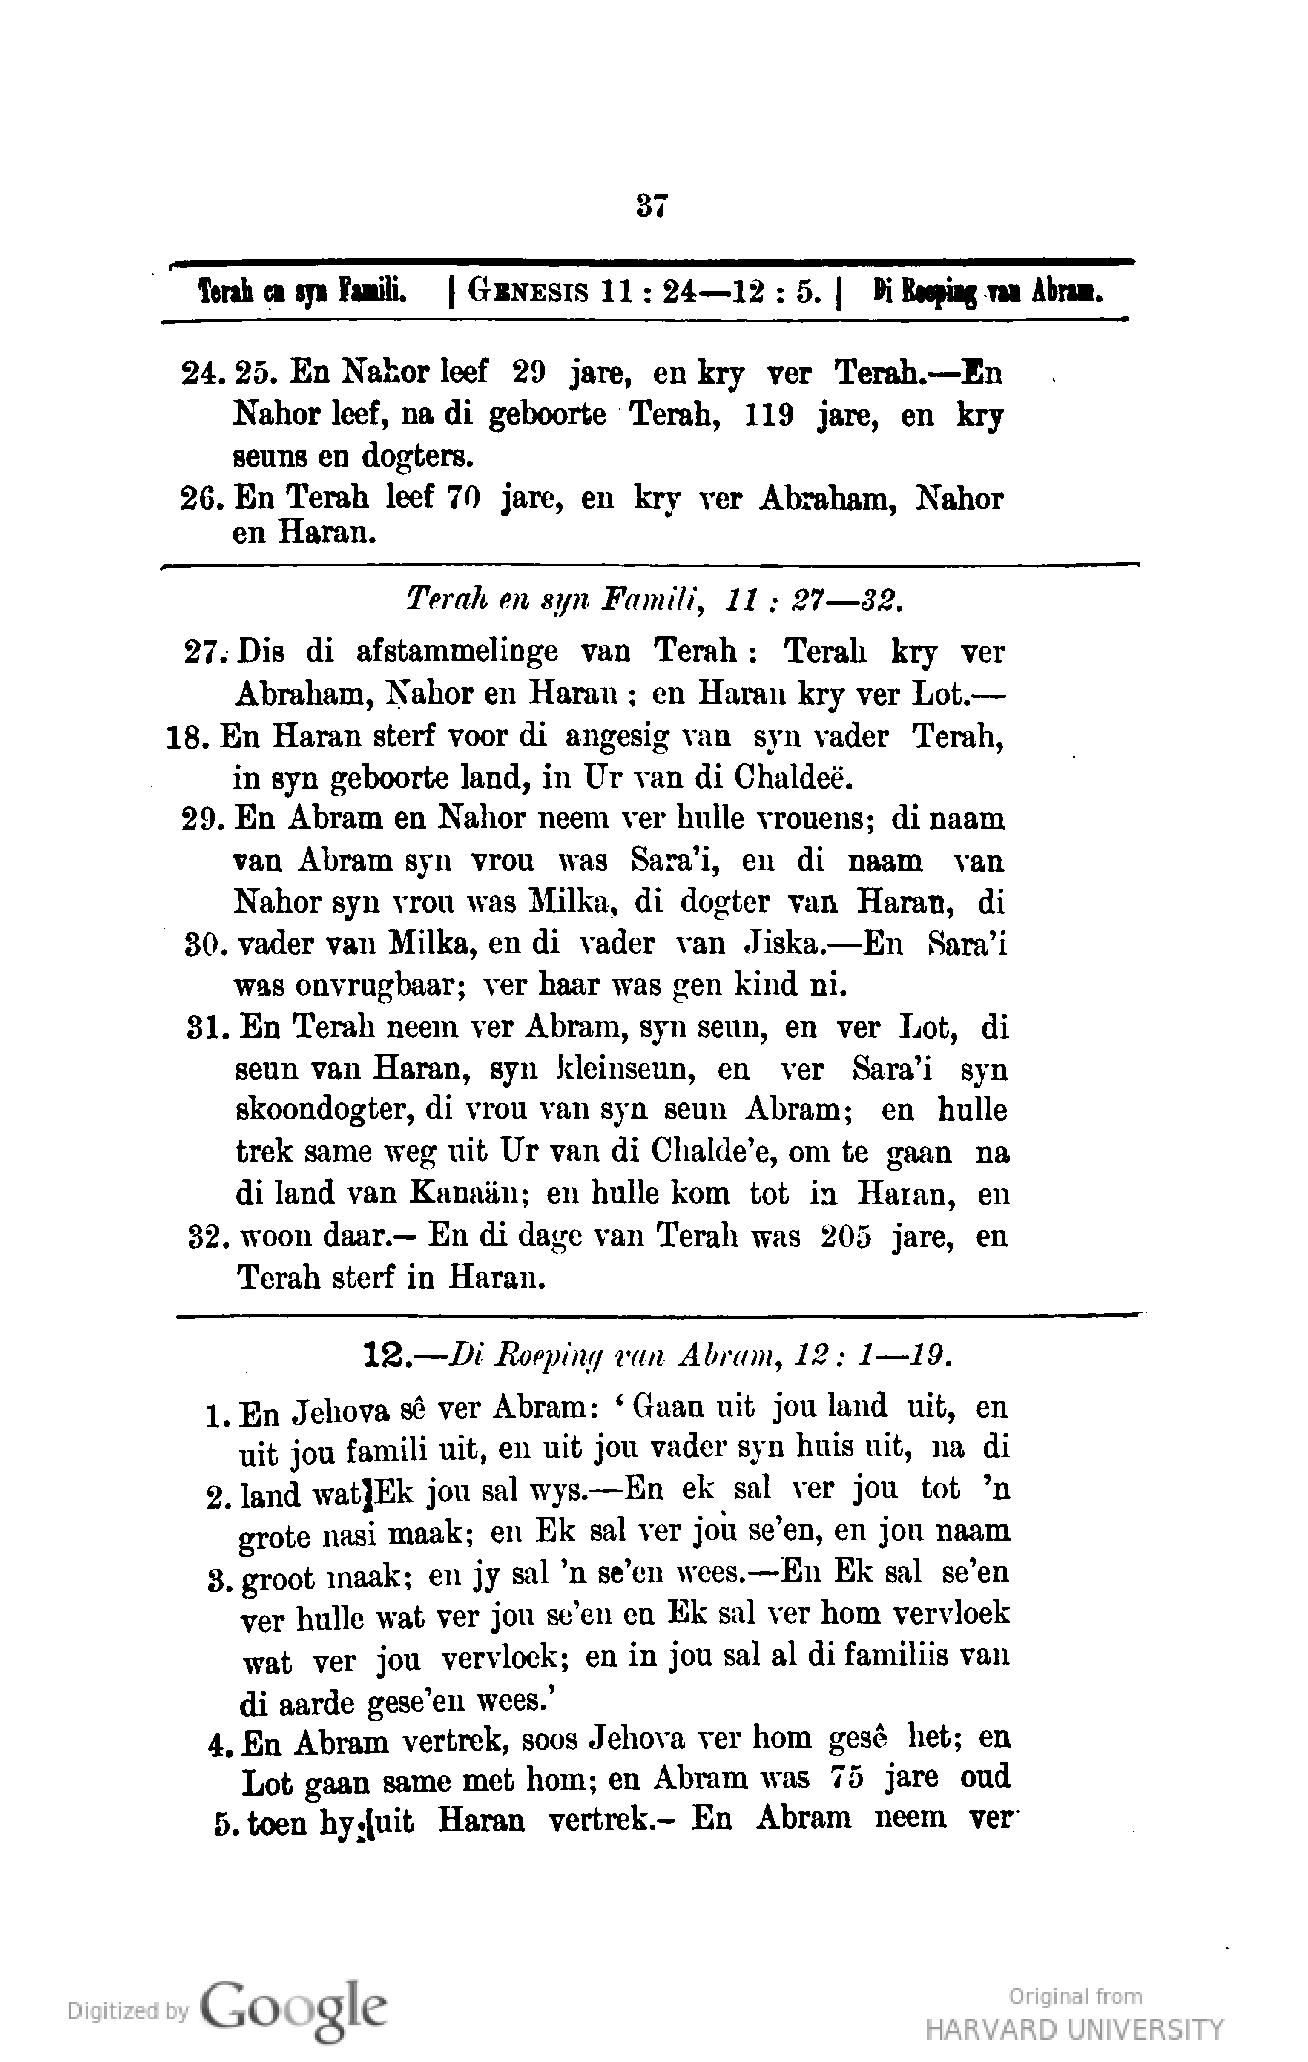 37
Terah en syn Famili. | GENESIS 11 : 24—12 : 5. | Di Roeping van Abram.
24. 25. En Nahor leef 29 jare, en kry ver Terah.—En
Nahor leef, na di geboorte Terah, 119 jare, en kry
seuns en dogters.
26. En Terah leef 70 jare, en kry ver Abraham, Nahor
en Haran.
Terah en syn Famili, 11 : 27—32.
27. Dis di afstammelinge van Terah : Terah kry ver
Abraham, Nahor en Haran ; en Haran kry ver Lot.—
18. En Haran sterf voor di angesig van syn vader Terah,
in syn geboorte land, in Ur van di Chaldeë.
29. En Abram en Nahor neem ver hulle vrouens; di naam
van Abram syn vrou was Sara’i, en di naam van
Nahor syn vrou was Milka, di dogter van Haran, di
30. vader van Milka, en di vader van Jiska.—En Sara’i
was onvrugbaar; ver haar was gen kind ni.
31. En Terah neem ver Abram, syn seun, en ver Lot, di
seun van Haran, syn kleinseun, en ver Sara’i syn
skoondogter, di vrou van syn seun Abram; en hulle
trek same weg uit Ur van di Chalde’e, om te gaan na
di land van Kanaän; en hulle kom tot in Haran, en
32. woon daar.— En di dage van Terah was 205 jare, en
Terah sterf in Haran.
12.—Di Roeping van Abram, 12 : 1—19.
1. En Jehova sê ver Abram: ‘ Gaan uit jou land uit, en
uit jou famili uit, en uit jou vader syn huis uit, na di
2. land wat Ek jou sal wys.—En ek sal ver jou tot ’n
grote nasi maak; en Ek sal ver jou se’en, en jou naam
3. groot maak; en jy sal ’n se’en wees.—En Ek sal se’en
ver hulle wat ver jou se’en en Ek sal ver hom vervloek
wat ver jou vervloek; en in jou sal al di familiis van
di aarde gese’en wees.’
4. En Abram vertrek, soos Jehova ver hom gesê het; en
Lot gaan same met hom; en Abram was 75 jare oud
5. toen hy uit Haran vertrek.— En Abram neem ver
Digitized by Google
Original from
HARVARD UNIVERSITY